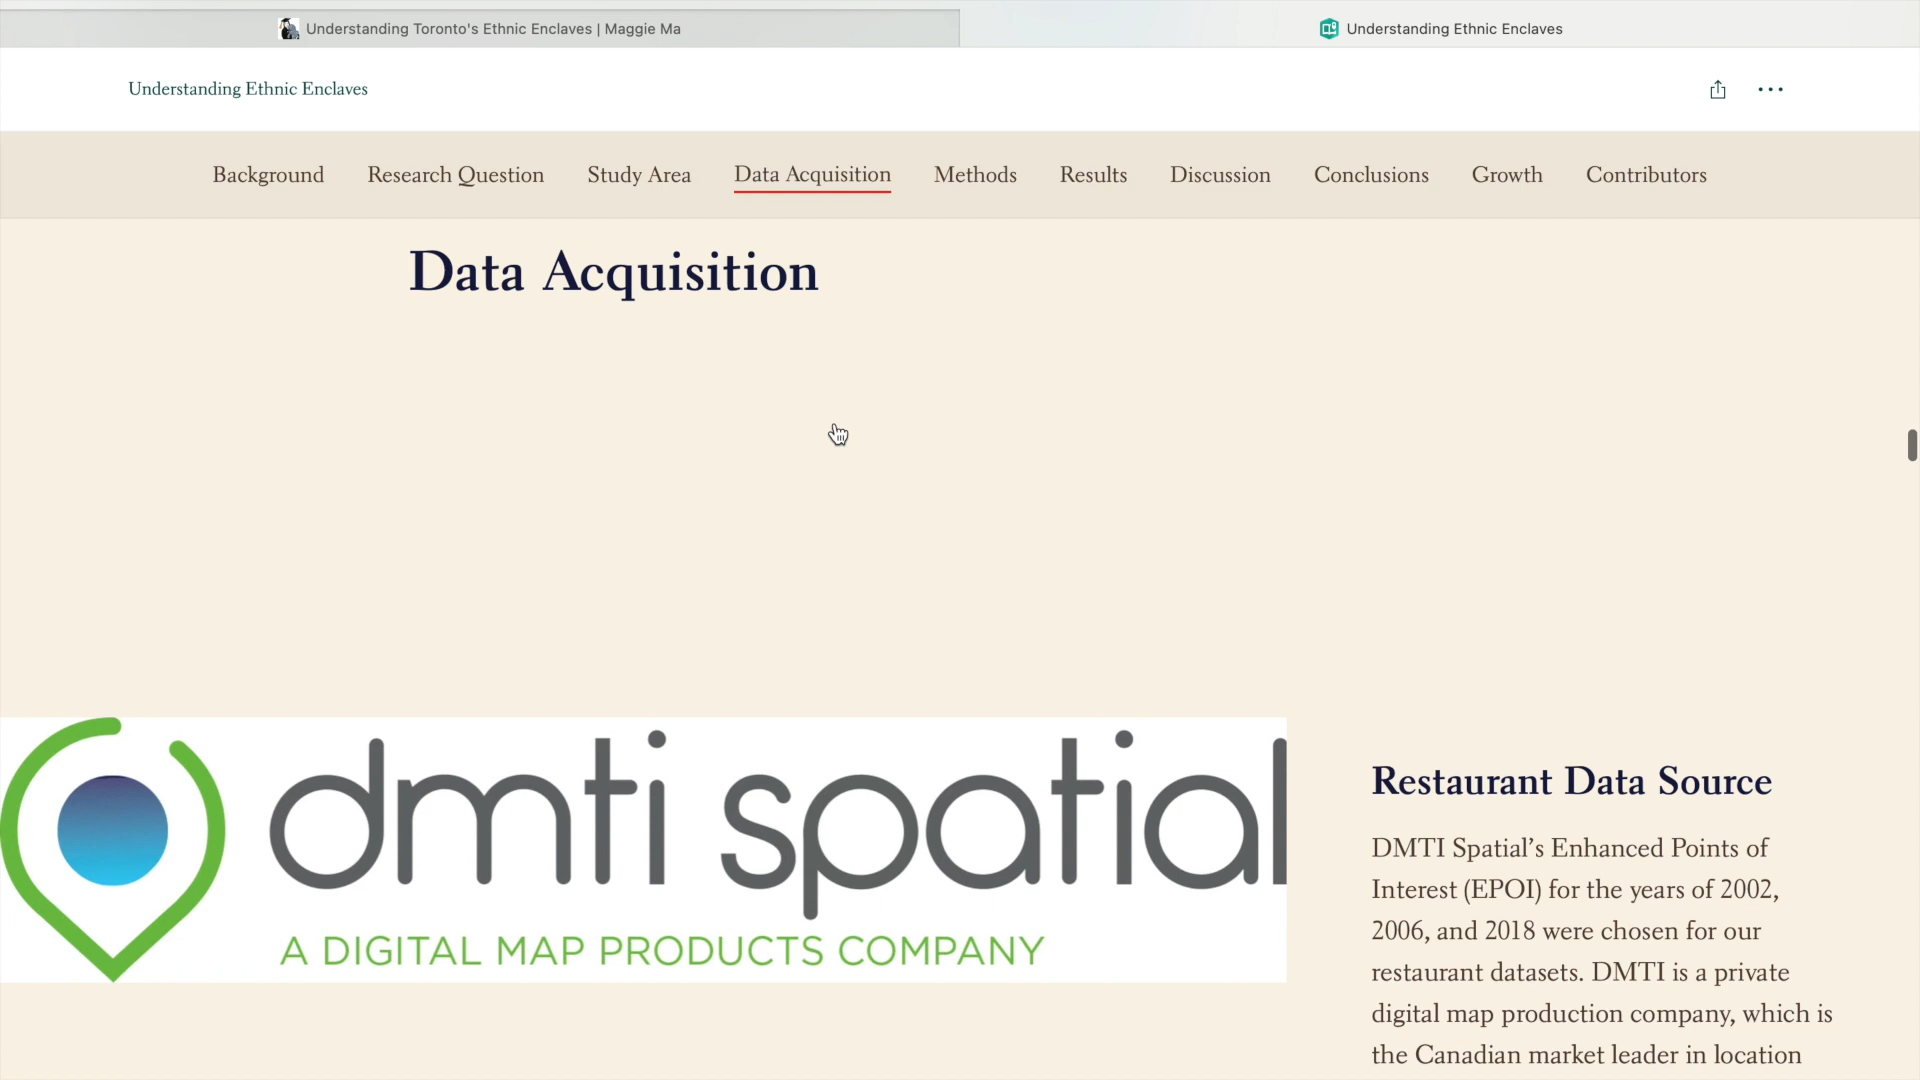 Understanding Toronto's Ethnic Enclaves | Maggie Ma
Understanding Ethnic Enclaves
Understanding Ethnic Enclaves
Background Research Question Study Area Data Acquisition Methods Results Discussion Conclusions Growth Contributors
Data Acquisition
dmti spatial
A DIGITAL MAP PRODUCTS COMPANY
Restaurant Data Source
DMTI Spatial’s Enhanced Points of
Interest (EPOI) for the years of 2002,
2006, and 2018 were chosen for our
restaurant datasets. DMTI is a private
digital map production company, which is
the Canadian market leader in location